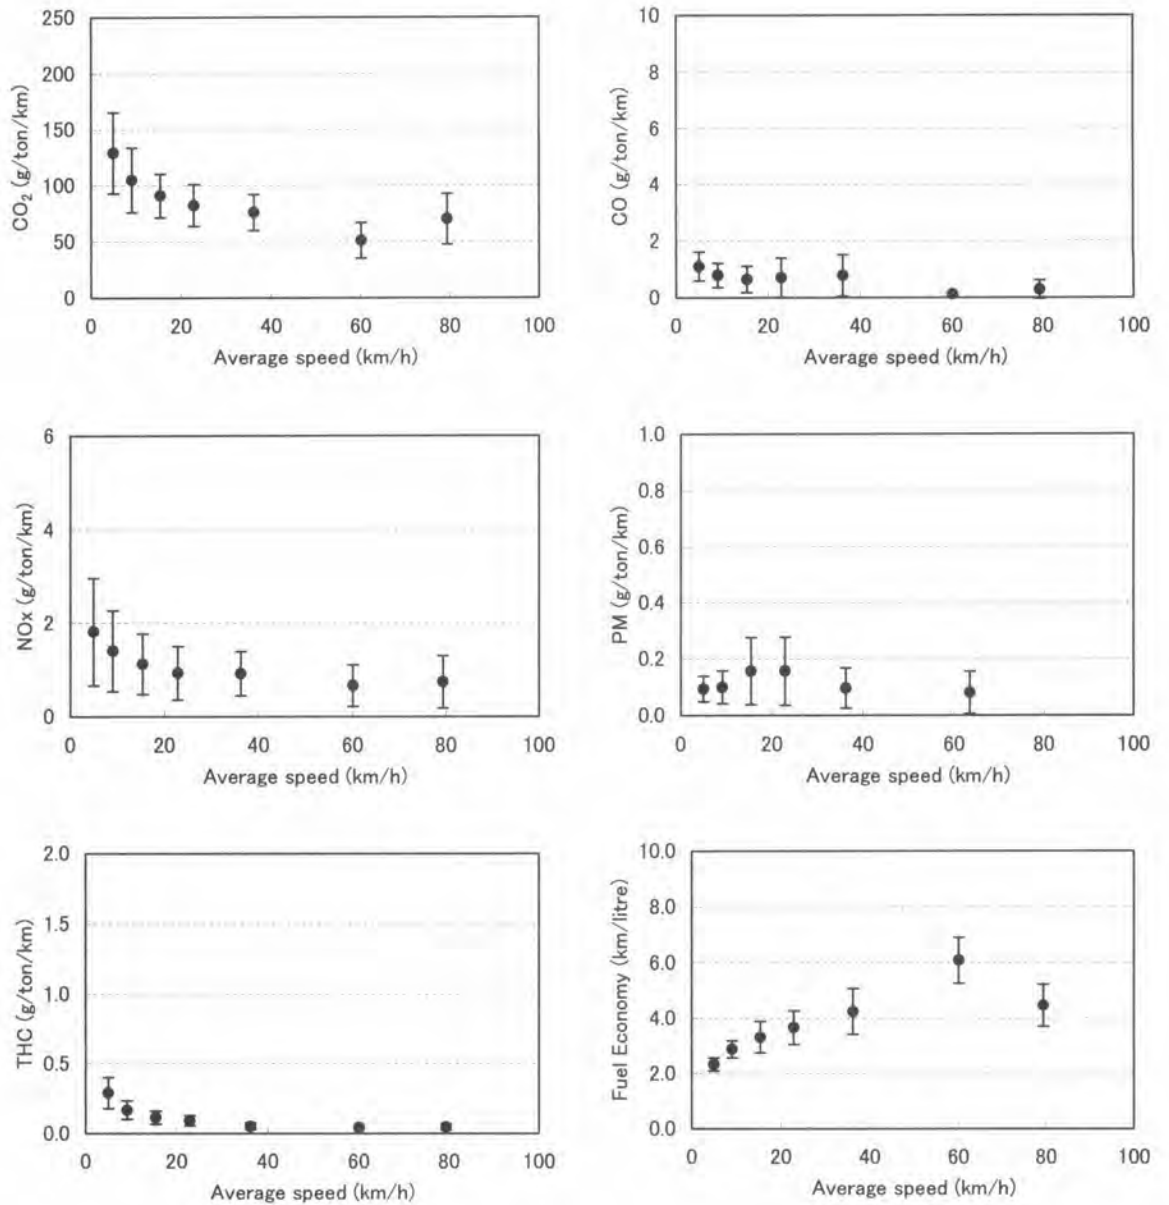 250
200
150
100
50
0
CO₂ (g/ton/km)
0 20 40 60 80 100
Average speed (km/h)
10
8
6
4
2
0
CO (g/ton/km)
0 20 40 60 80 100
Average speed (km/h)
6
4
2
0
NOx (g/ton/km)
0 20 40 60 80 100
Average speed (km/h)
1.0
0.8
0.6
0.4
0.2
0.0
PM (g/ton/km)
0 20 40 60 80 100
Average speed (km/h)
2.0
1.5
1.0
0.5
0.0
THC (g/ton/km)
0 20 40 60 80 100
Average speed (km/h)
10.0
8.0
6.0
4.0
2.0
0.0
Fuel Economy (km/litre)
0 20 40 60 80 100
Average speed (km/h)